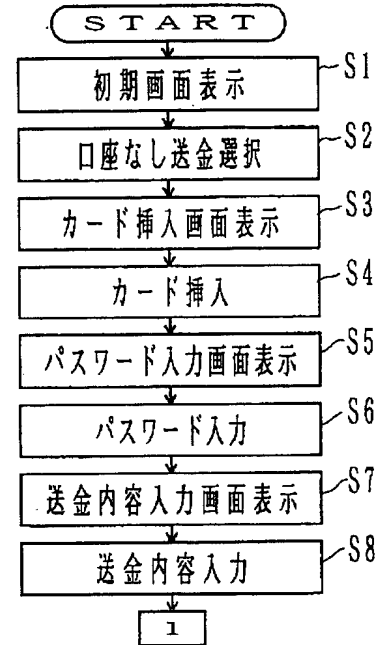 START
初期画面表示 S1
口座なし送金選択 S2
カード挿入画面表示 S3
カード挿入 S4
パスワード入力画面表示 S5
パスワード入力 S6
送金内容入力画面表示 S7
送金内容入力 S8
1